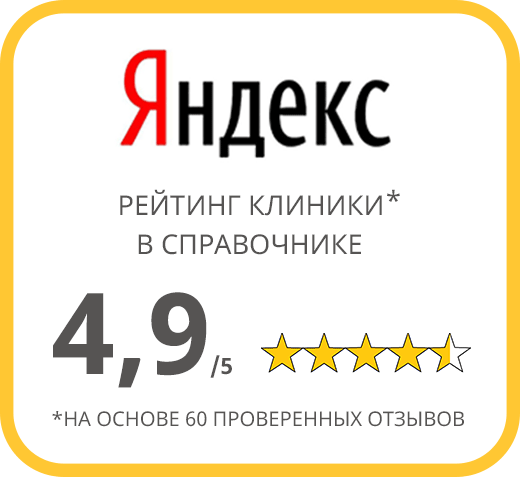 Яндекс
РЕЙТИНГ КЛИНИКИ*
В СПРАВОЧНИКЕ
4,9/5
*НА ОСНОВЕ 60 ПРОВЕРЕННЫХ ОТЗЫВОВ